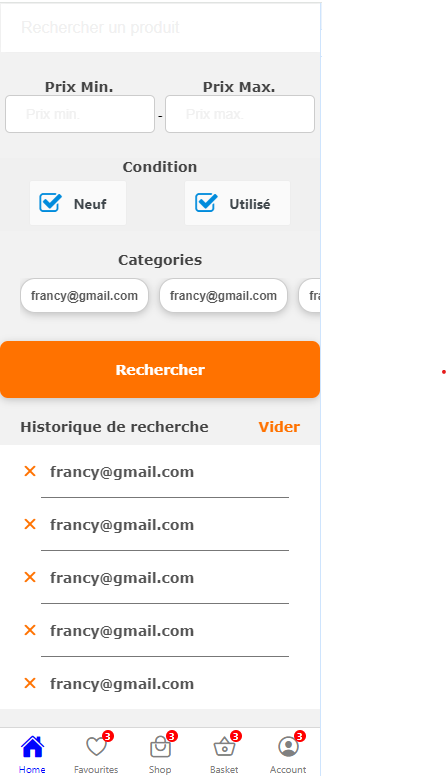 Rechercher un produit
Prix Min. Prix Max.
Prix min. - Prix max.
Condition
Neuf Utilisé
Categories
francy@gmail.com francy@gmail.com fra
Rechercher
Historique de recherche Vider
× francy@gmail.com
× francy@gmail.com
× francy@gmail.com
× francy@gmail.com
× francy@gmail.com
3 3 3 3
Home Favourites Shop Basket Account